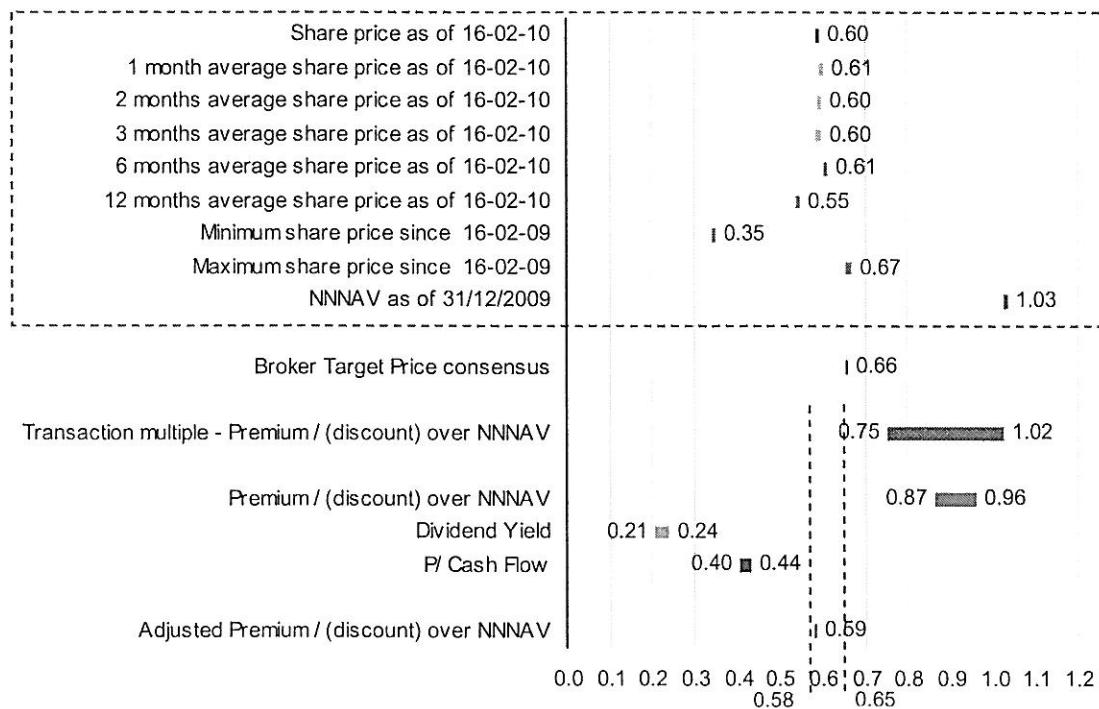 Share price as of 16-02-10 0.60
1 month average share price as of 16-02-10 0.61
2 months average share price as of 16-02-10 0.60
3 months average share price as of 16-02-10 0.60
6 months average share price as of 16-02-10 0.61
12 months average share price as of 16-02-10 0.55
Minimum share price since 16-02-09 0.35
Maximum share price since 16-02-09 0.67
NNNAV as of 31/12/2009 1.03
Broker Target Price consensus 0.66
Transaction multiple - Premium / (discount) over NNNAV 0.75 1.02
Premium / (discount) over NNNAV 0.87 0.96
Dividend Yield 0.21 0.24
P/ Cash Flow 0.40 0.44
Adjusted Premium / (discount) over NNNAV 0.59
0.0 0.1 0.2 0.3 0.4 0.5 0.6 0.7 0.8 0.9 1.0 1.1 1.2
0.58 0.65